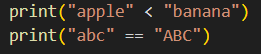 print("apple" < "banana")
print("abc" == "ABC")